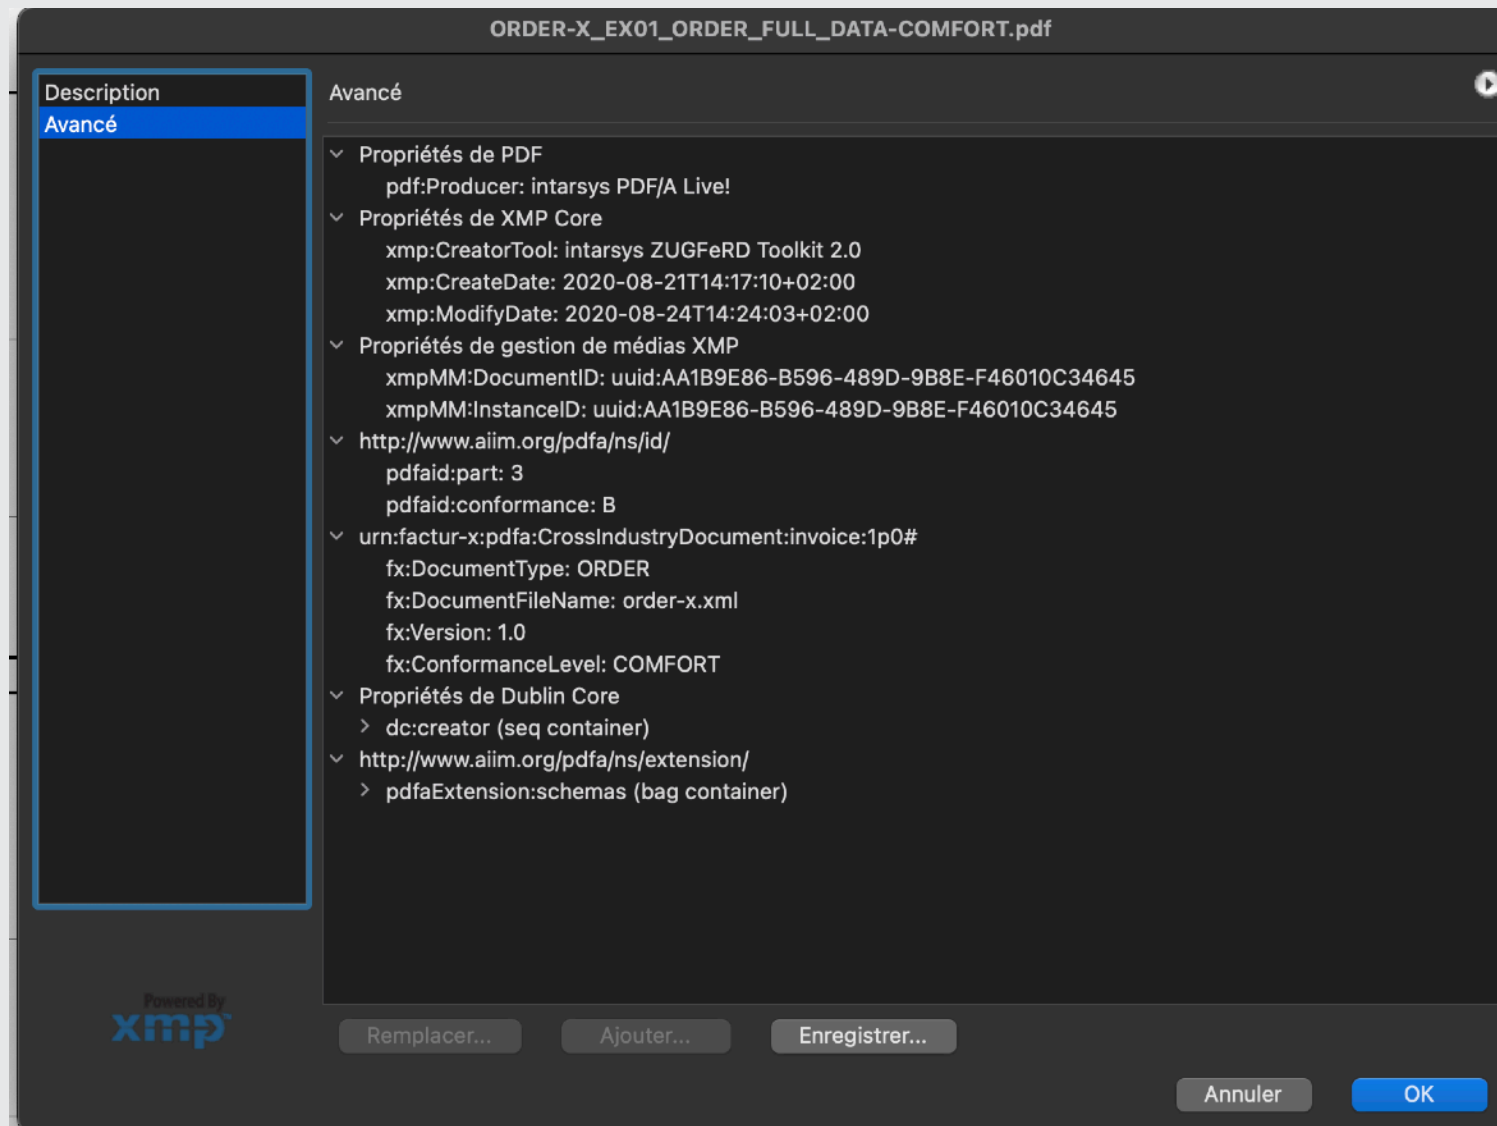 ORDER-X_EX01_ORDER_FULL_DATA-COMFORT.pdf
Description
Avancé
Avancé
Propriétés de PDF
pdf:Producer: intarsys PDF/A Live!
Propriétés de XMP Core
xmp:CreatorTool: intarsys ZUGFeRD Toolkit 2.0
xmp:CreateDate: 2020-08-21T14:17:10+02:00
xmp:ModifyDate: 2020-08-24T14:24:03+02:00
Propriétés de gestion de médias XMP
xmpMM:DocumentID: uuid:AA1B9E86-B596-489D-9B8E-F46010C34645
xmpMM:InstanceID: uuid:AA1B9E86-B596-489D-9B8E-F46010C34645
http://www.aiim.org/pdfa/ns/id/
pdfaid:part: 3
pdfaid:conformance: B
urn:factur-x:pdfa:CrossIndustryDocument:invoice:1p0#
fx:DocumentType: ORDER
fx:DocumentFileName: order-x.xml
fx:Version: 1.0
fx:ConformanceLevel: COMFORT
Propriétés de Dublin Core
dc:creator (seq container)
http://www.aiim.org/pdfa/ns/extension/
pdfaExtension:schemas (bag container)
Powered By
xmp™
Remplacer... Ajouter... Enregistrer...
Annuler OK